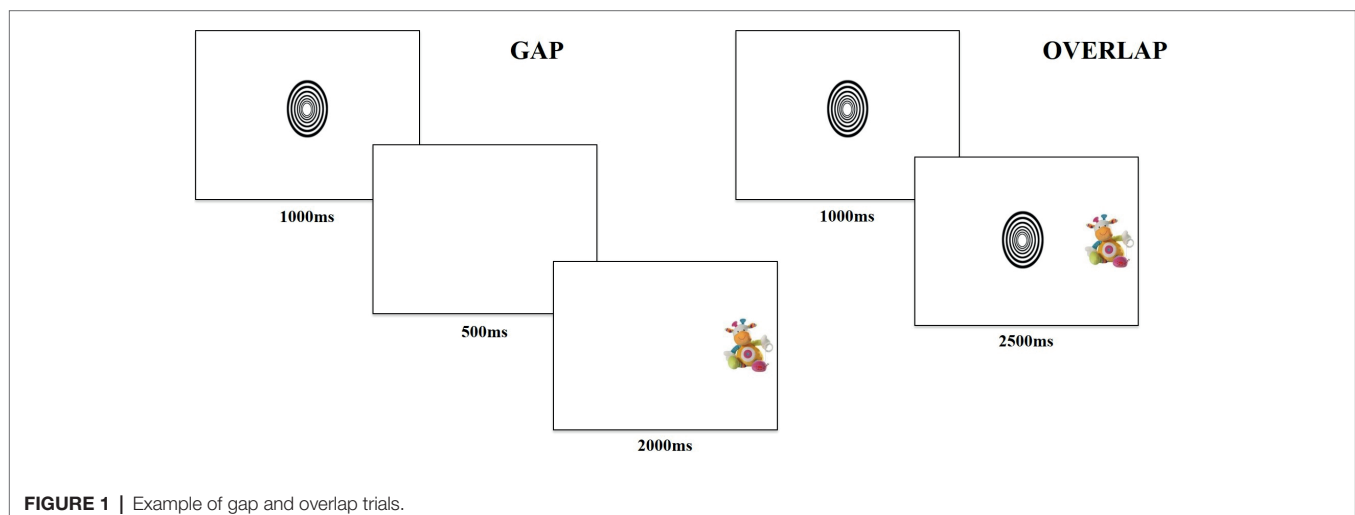 GAP
1000ms
500ms
2000ms
OVERLAP
1000ms
2500ms
FIGURE 1 | Example of gap and overlap trials.